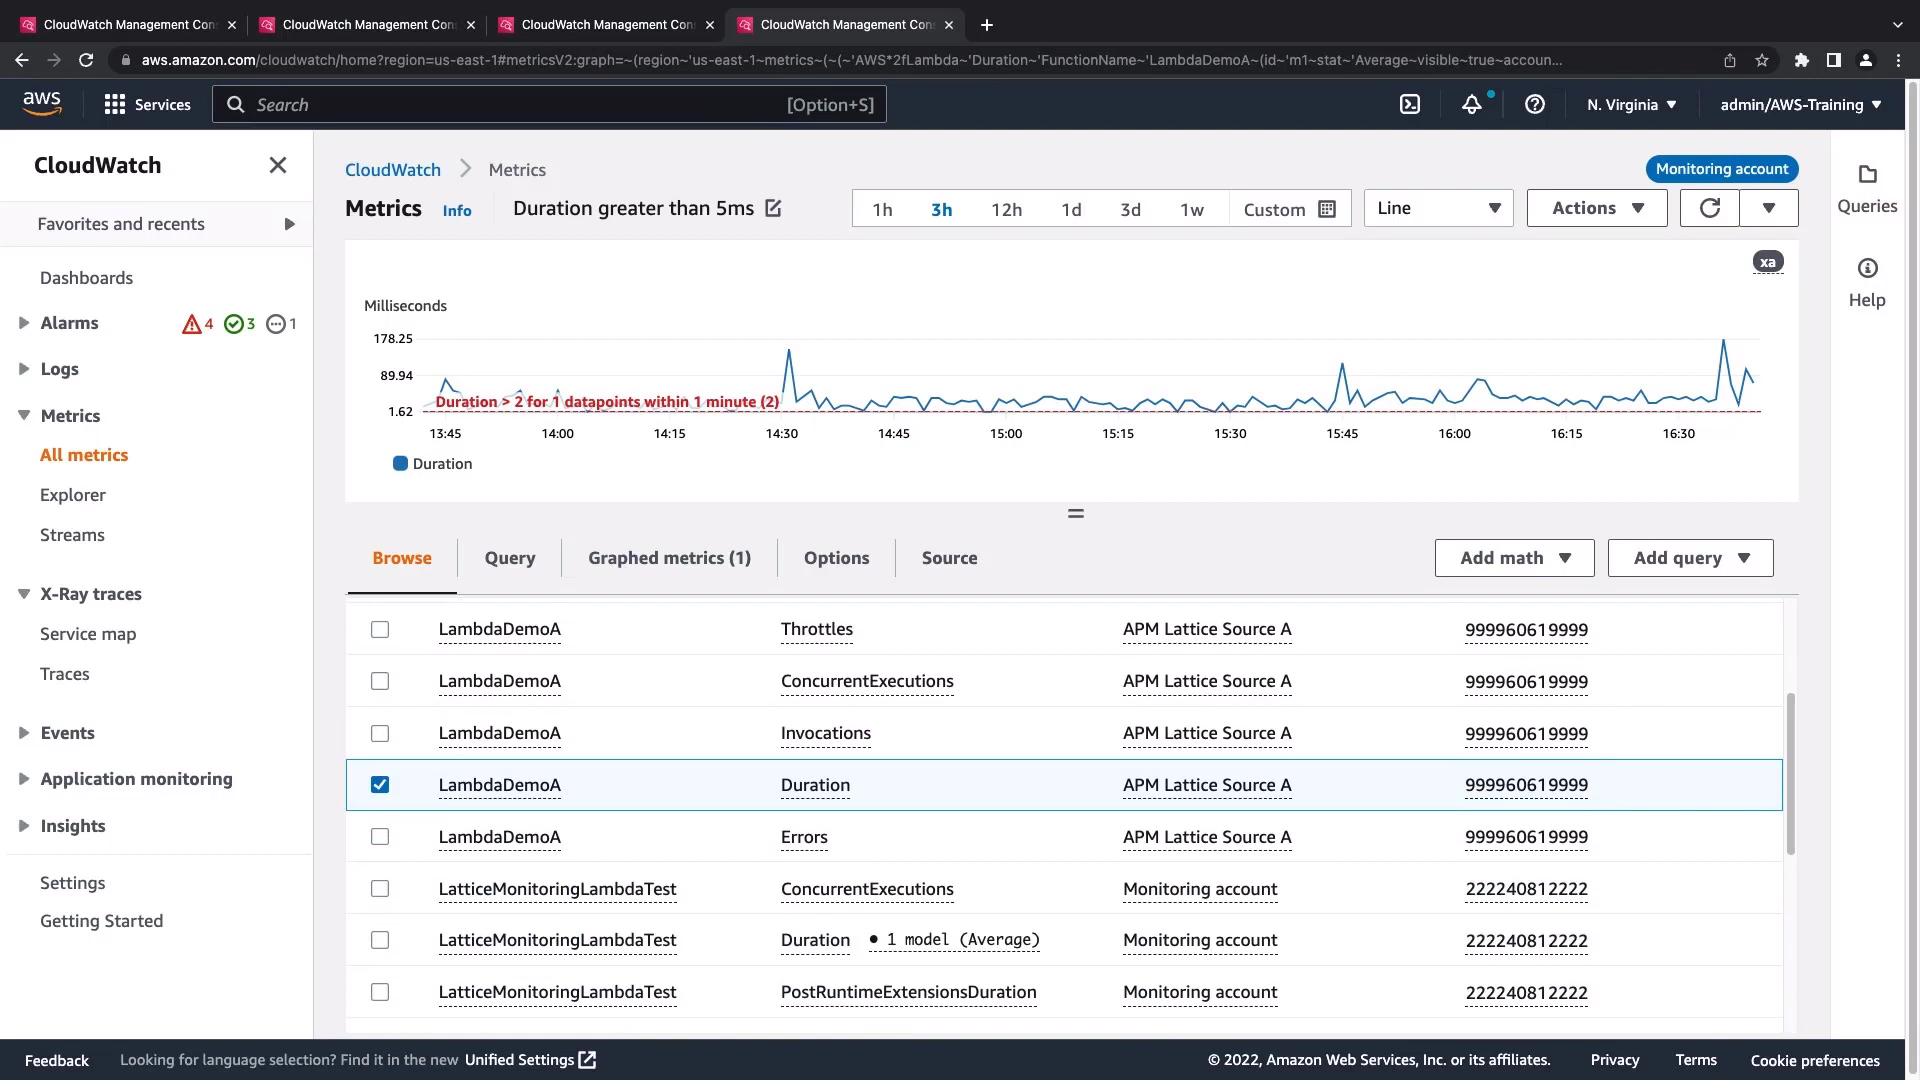 CloudWatch Management Con
CloudWatch Management Con
CloudWatch Management Con
CloudWatch Management Con
aws.amazon.com/cloudwatch/home?region=us-east-1#metricsV2:graph=~(region~'us-east-1~metrics~(~(~'AWS*2fLambda~'Duration~'FunctionName~'LambdaDemoA~(id~'m1~stat~'Average~visible~true~accoun...
aws
Services
Search
[Option+S]
N. Virginia
admin/AWS-Training
CloudWatch
Favorites and recents
Dashboards
Alarms
4
3
1
Logs
Metrics
All metrics
Explorer
Streams
X-Ray traces
Service map
Traces
Events
Application monitoring
Insights
Settings
Getting Started
CloudWatch
Metrics
Monitoring account
Metrics
Info
Duration greater than 5ms
1h
3h
12h
1d
3d
1w
Custom
Line
Actions
Queries
Help
xa
Milliseconds
178.25
89.94
1.62
Duration > 2 for 1 datapoints within 1 minute (2)
13:45
14:00
14:15
14:30
14:45
15:00
15:15
15:30
15:45
16:00
16:15
16:30
Duration
Browse
Query
Graphed metrics (1)
Options
Source
Add math
Add query
LambdaDemoA Throttles APM Lattice Source A 999960619999
LambdaDemoA ConcurrentExecutions APM Lattice Source A 999960619999
LambdaDemoA Invocations APM Lattice Source A 999960619999
LambdaDemoA Duration APM Lattice Source A 999960619999
LambdaDemoA Errors APM Lattice Source A 999960619999
LatticeMonitoringLambdaTest ConcurrentExecutions Monitoring account 222240812222
LatticeMonitoringLambdaTest Duration • 1 model (Average) Monitoring account 222240812222
LatticeMonitoringLambdaTest PostRuntimeExtensionsDuration Monitoring account 222240812222
Feedback
Looking for language selection? Find it in the new Unified Settings
© 2022, Amazon Web Services, Inc. or its affiliates.
Privacy
Terms
Cookie preferences